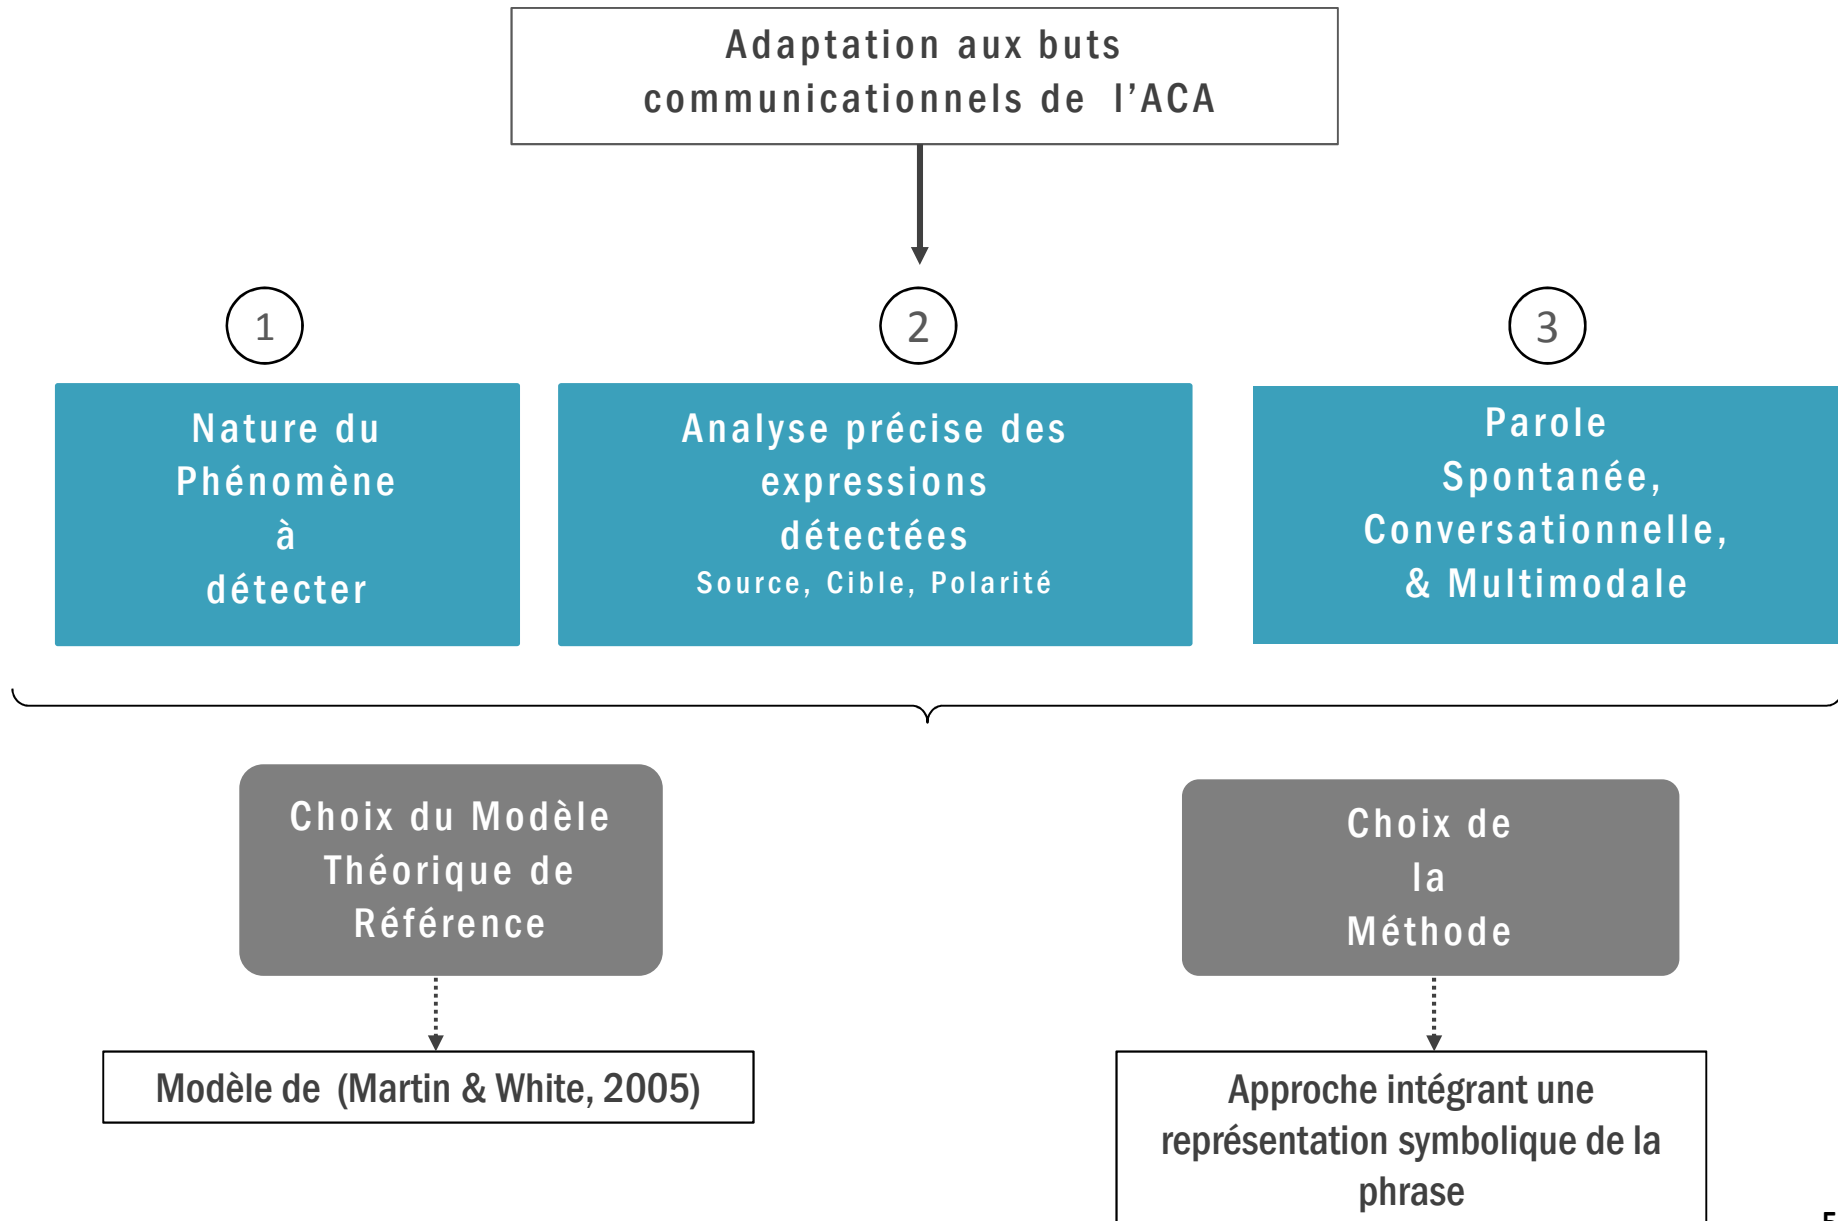 Adaptation aux buts
communicationnels de l’ACA
1
2
3
Nature du
Phénomène
à
détecter
Analyse précise des
expressions
détectées
Source, Cible, Polarité
Parole
Spontanée,
Conversationnelle,
& Multimodale
Choix du Modèle
Théorique de
Référence
Choix de
la
Méthode
Modèle de (Martin & White, 2005)
Approche intégrant une
représentation symbolique de la
phrase